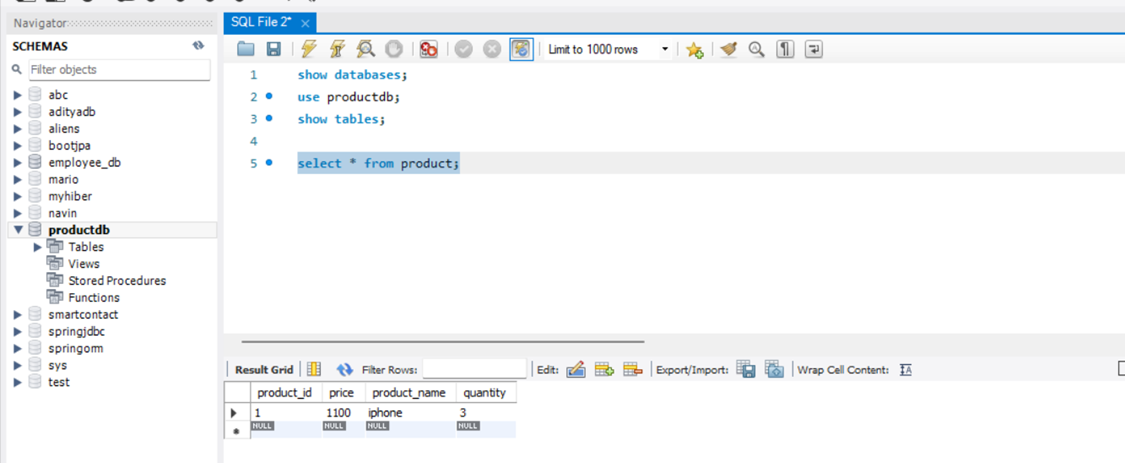 Navigator
SQL File 2*
SCHEMAS
Limit to 1000 rows
Filter objects
abc
adityadb
aliens
bootjpa
employee_db
mario
myhiber
navin
productdb
Tables
Views
Stored Procedures
Functions
smartcontact
springjdbc
springorm
sys
test
1 show databases;
2 use productdb;
3 show tables;
4
5 select * from product;
Result Grid Filter Rows: Edit: Export/Import: Wrap Cell Content:
product_id price product_name quantity
1 1100 iphone 3
NULL NULL NULL NULL